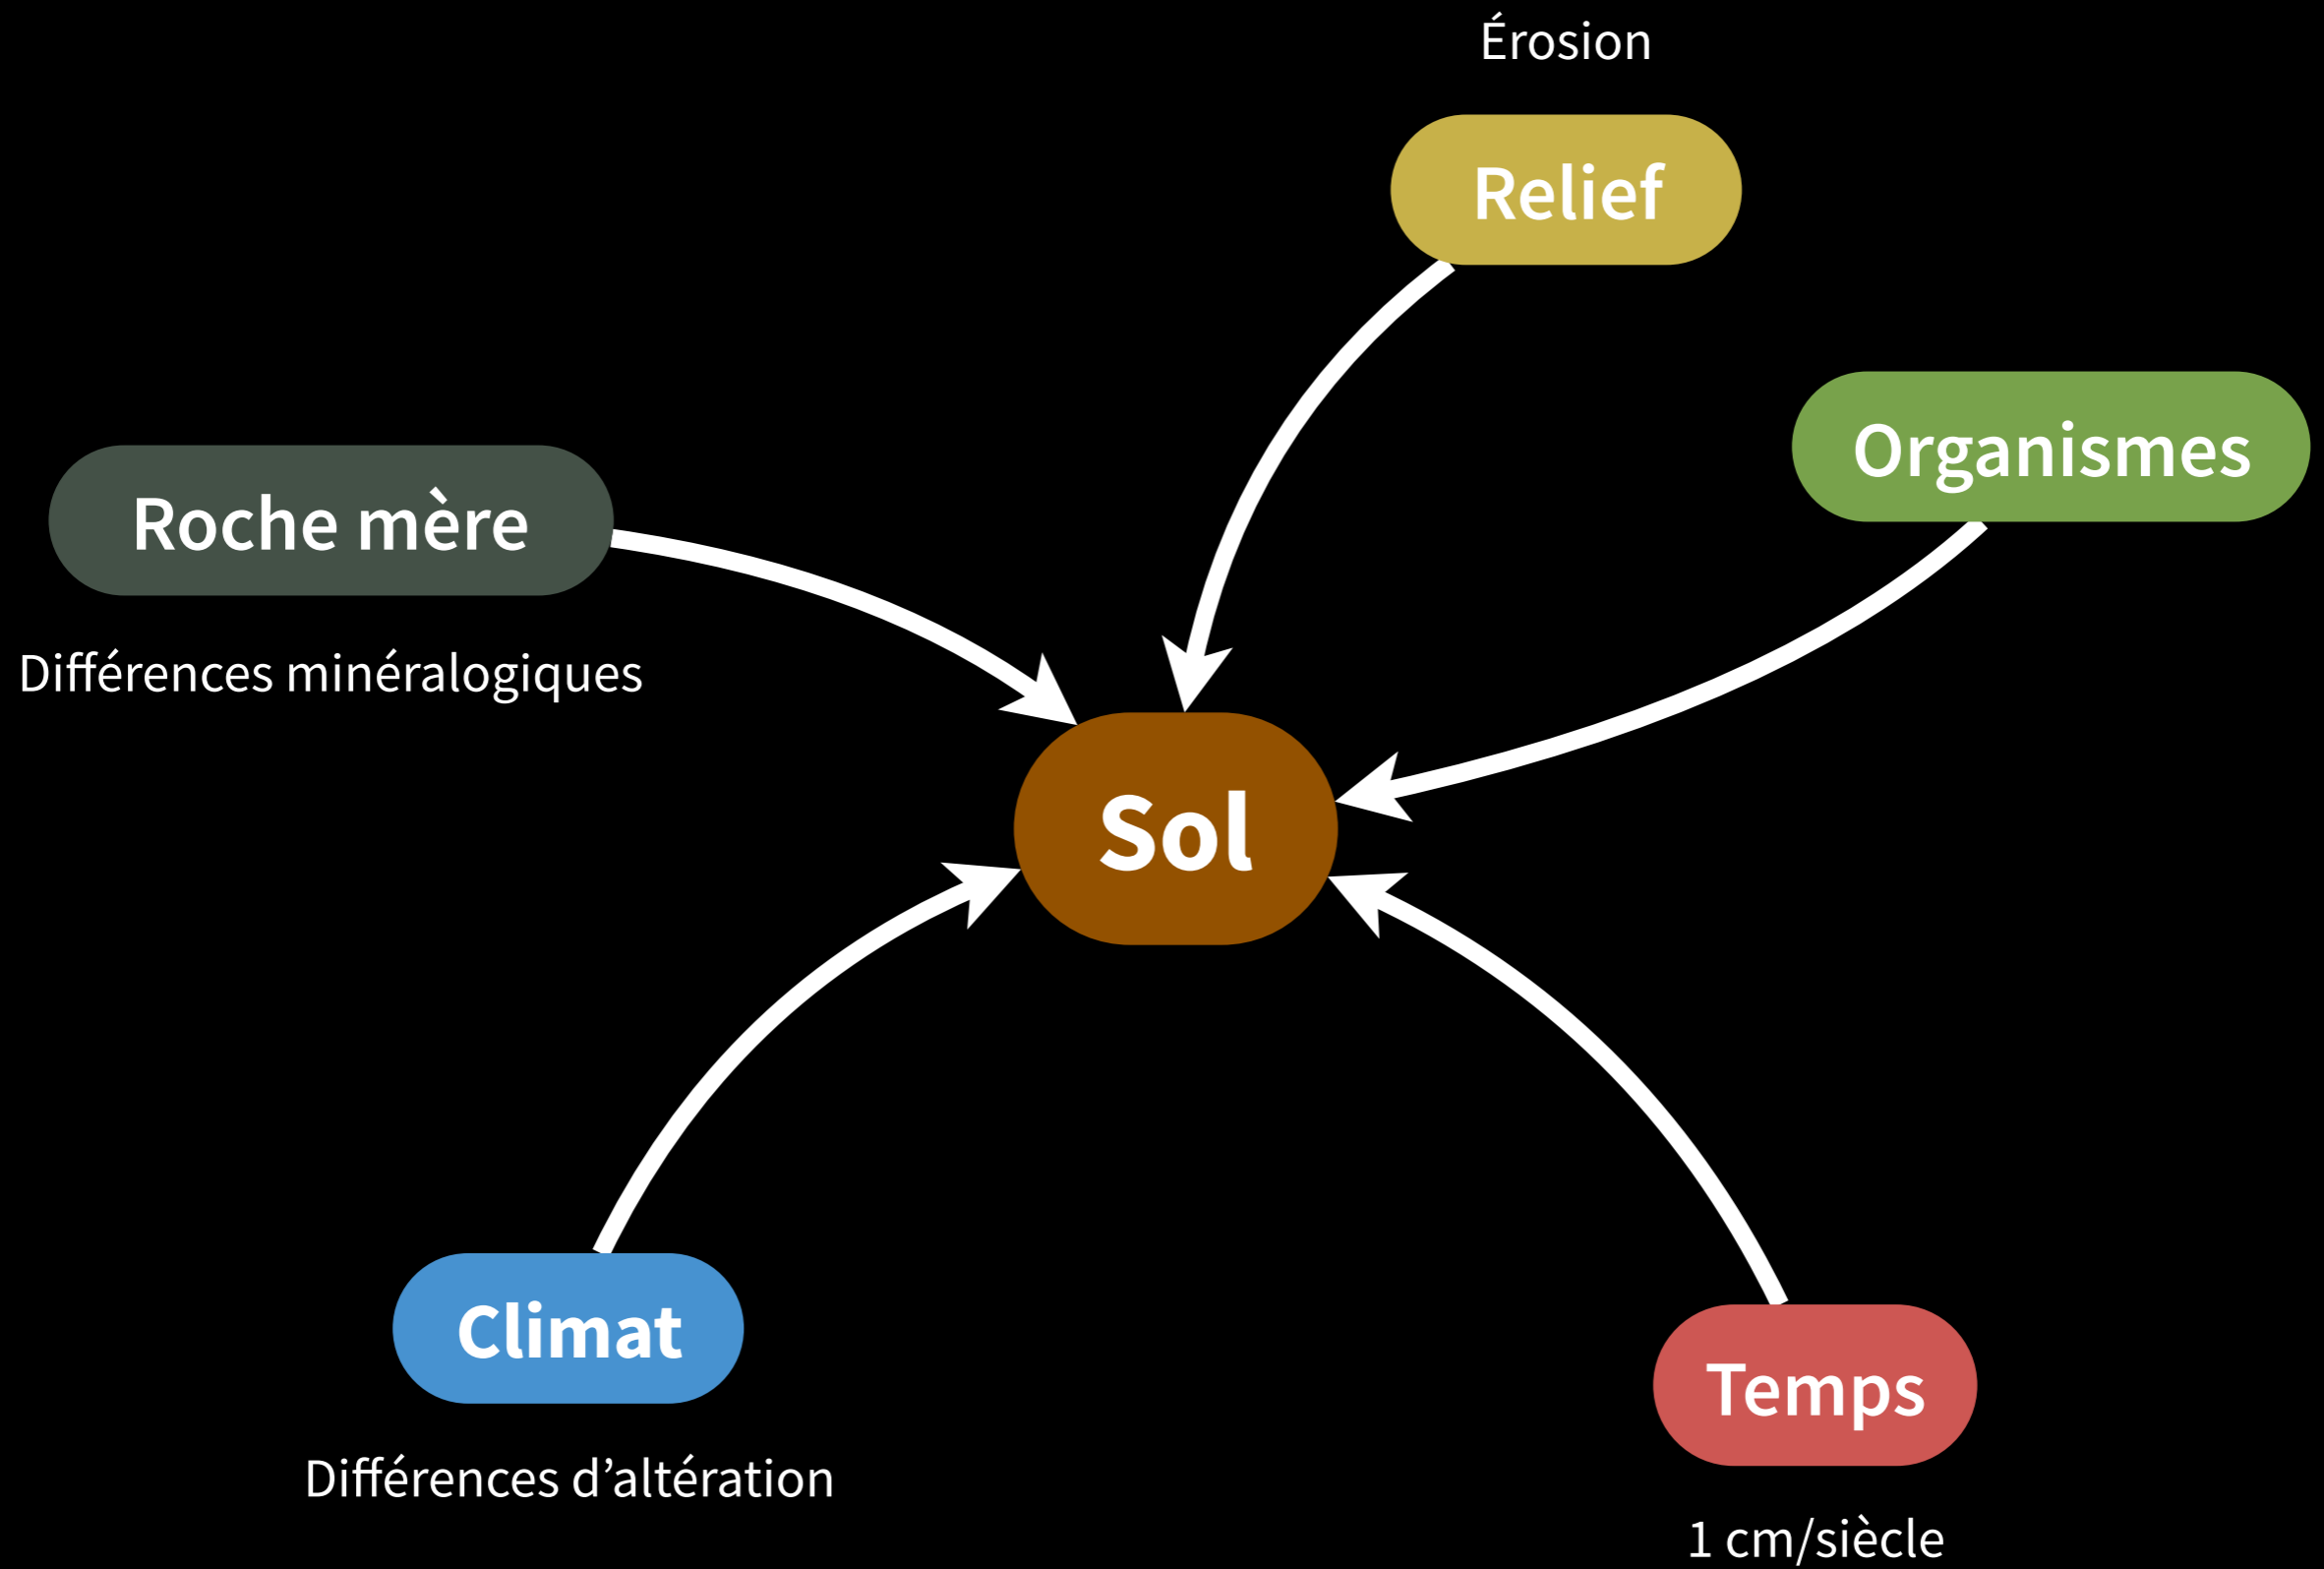 Érosion
Relief
Organismes
Roche mère
Différences minéralogiques
Sol
Climat
Différences d’altération
Temps
1 cm/siècle